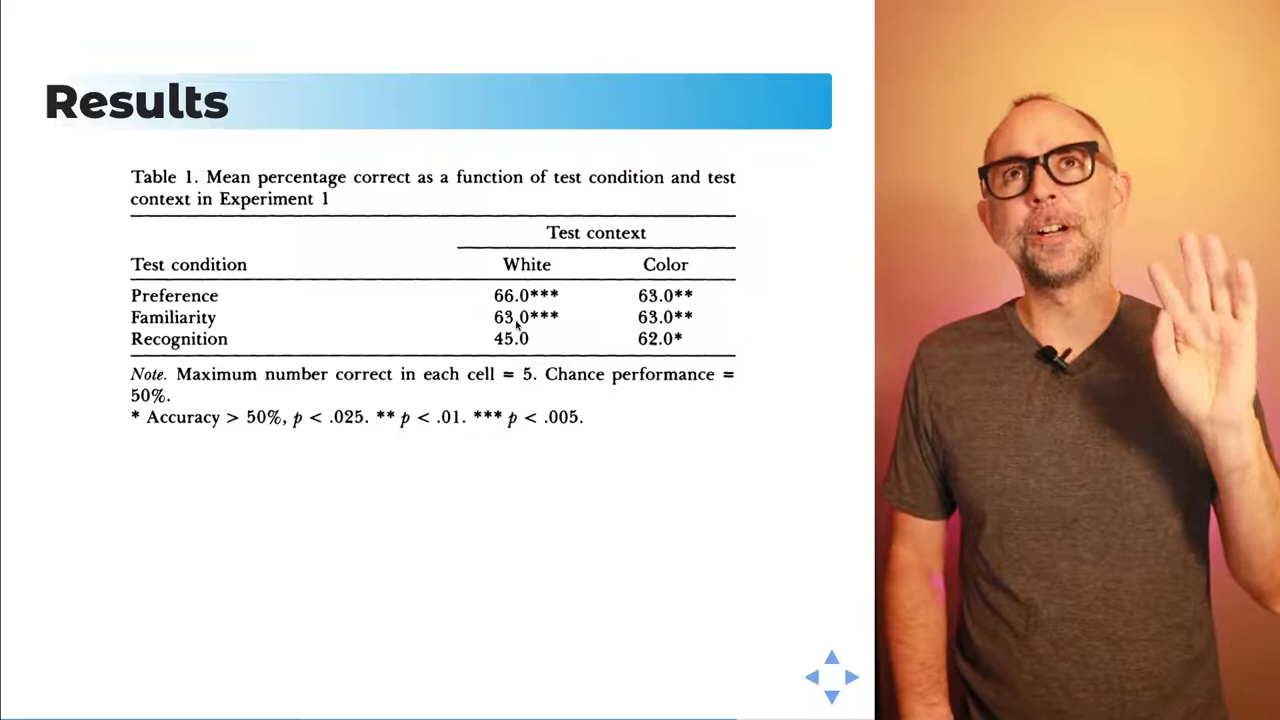 Results
Table 1. Mean percentage correct as a function of test condition and test
context in Experiment 1
Test context
Test condition White Color
Preference 66.0*** 63.0**
Familiarity 63.0*** 63.0**
Recognition 45.0 62.0*
Note. Maximum number correct in each cell = 5. Chance performance =
50%.
* Accuracy > 50%, p < .025. ** p < .01. *** p < .005.